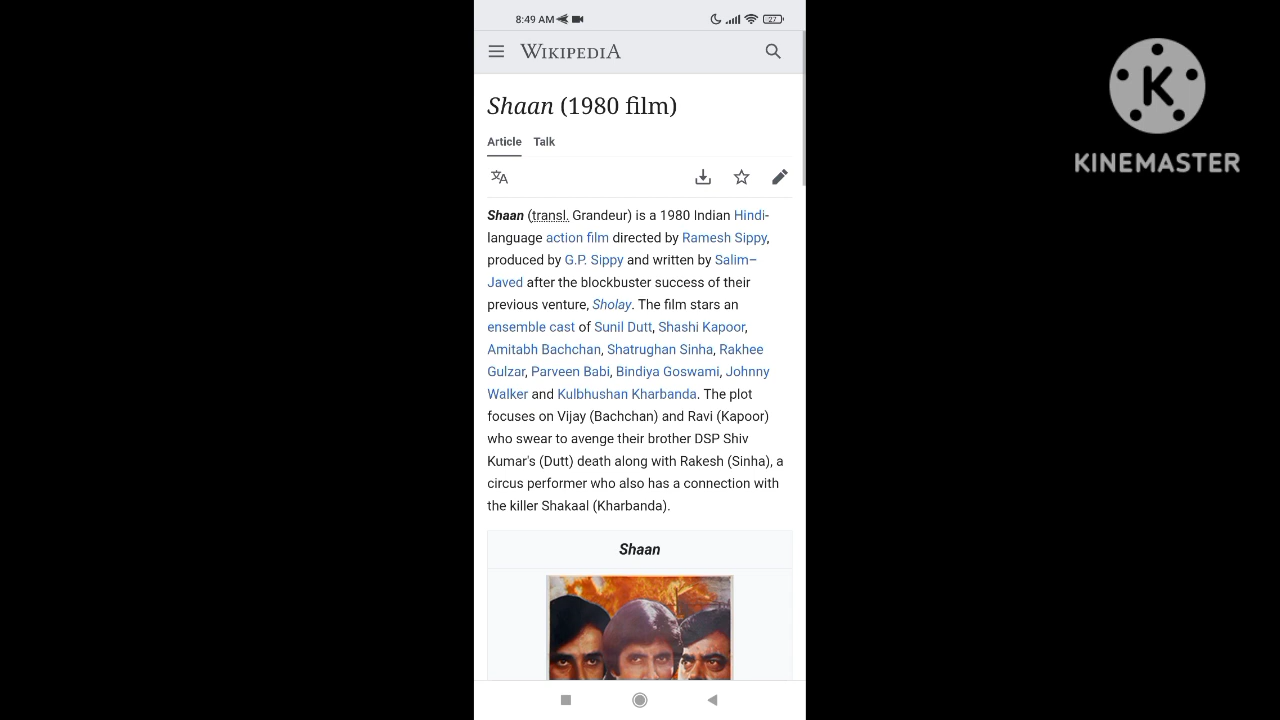 8:49 AM
27
WIKIPEDIA
Shaan (1980 film)
Article Talk
Shaan (transl. Grandeur) is a 1980 Indian Hindi-
language action film directed by Ramesh Sippy,
produced by G.P. Sippy and written by Salim–
Javed after the blockbuster success of their
previous venture, Sholay. The film stars an
ensemble cast of Sunil Dutt, Shashi Kapoor,
Amitabh Bachchan, Shatrughan Sinha, Rakhee
Gulzar, Parveen Babi, Bindiya Goswami, Johnny
Walker and Kulbhushan Kharbanda. The plot
focuses on Vijay (Bachchan) and Ravi (Kapoor)
who swear to avenge their brother DSP Shiv
Kumar's (Dutt) death along with Rakesh (Sinha), a
circus performer who also has a connection with
the killer Shakaal (Kharbanda).
Shaan
K
KINEMASTER